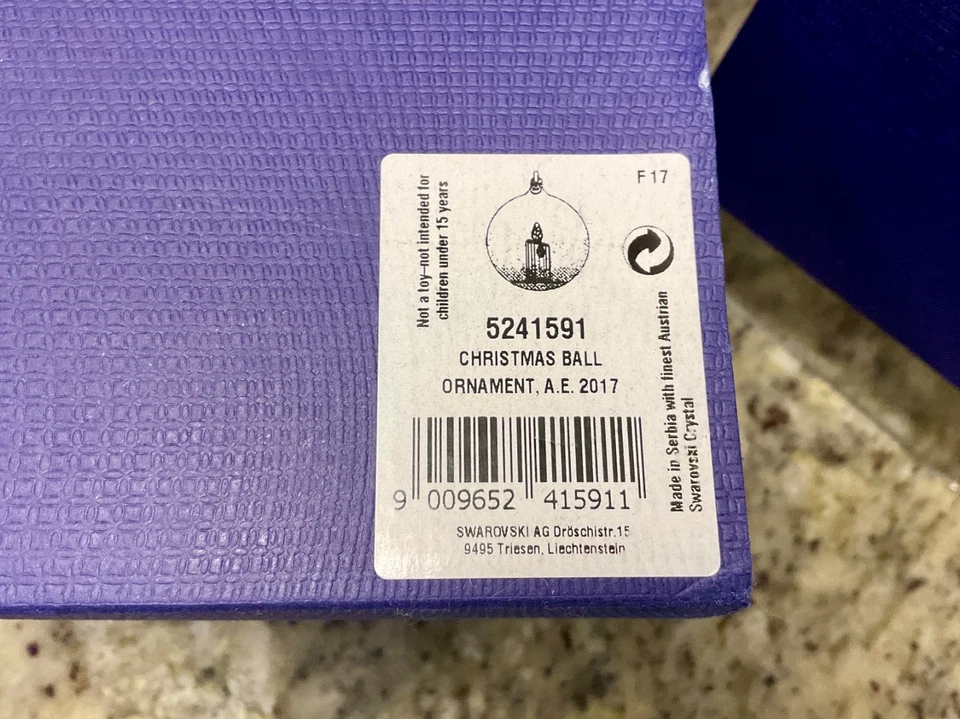 F 17
Not a toy–not intended for
children under 15 years
5241591
CHRISTMAS BALL
ORNAMENT, A.E. 2017
Made in Serbia with finest Austrian
Swarovski Crystal
9 009652 415911
SWAROVSKI AG Dröschistr.15
9495 Triesen, Liechtenstein